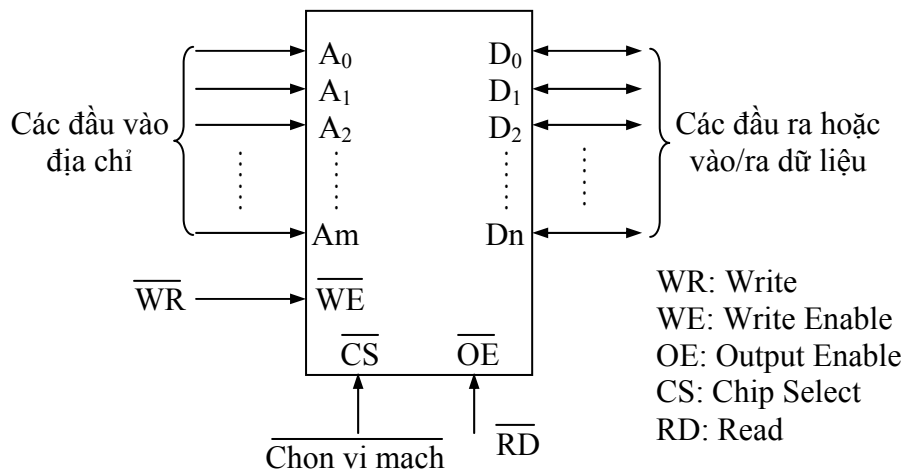 A0 D0
A1 D1
A2 D2
Các đầu vào
địa chỉ
Các đầu ra hoặc
vào/ra dữ liệu
Am Dn
WR WE
CS OE
Chọn vi mạch RD
WR: Write
WE: Write Enable
OE: Output Enable
CS: Chip Select
RD: Read